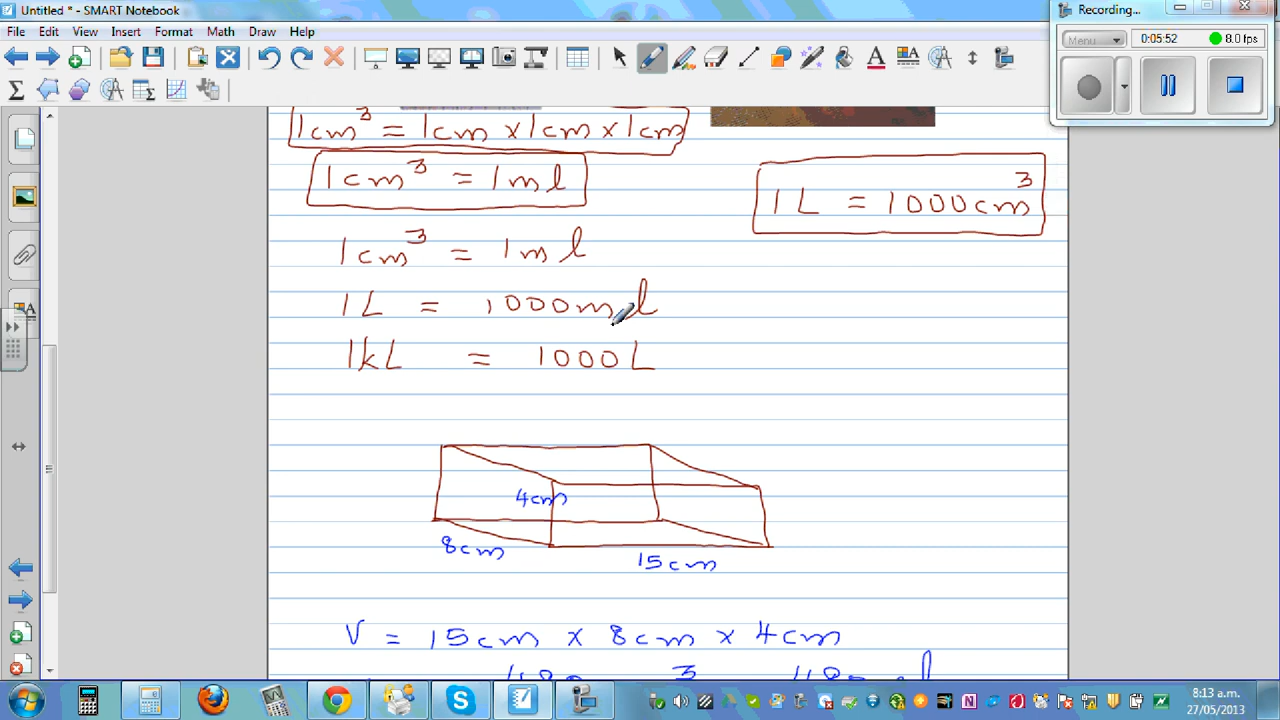 Untitled * - SMART Notebook
Recording...
File Edit View Insert Format Math Draw Help
Menu
0:05:52
8.0 fps
1cm³ = 1cm x 1cm x 1cm
1cm³ = 1ml
1L = 1000cm³
1cm³ = 1ml
1L = 1000ml
1kL = 1000L
4cm
8cm
15cm
V = 15cm x 8cm x 4cm
8:13 a.m.
27/05/2013